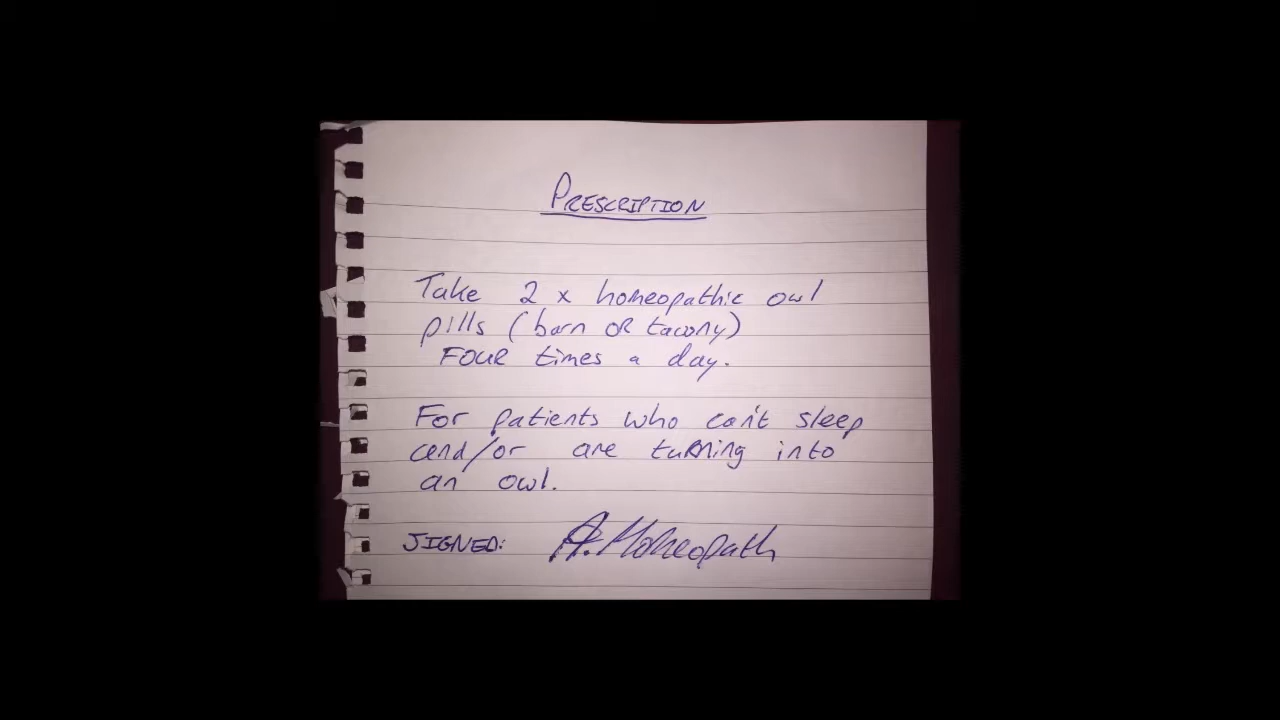 PRESCRIPTION
Take 2 x homeopathic owl
pills (barn OR tawny)
FOUR times a day.
For patients who can't sleep
and/or are turning into
an owl.
SIGNED: A. Homeopath